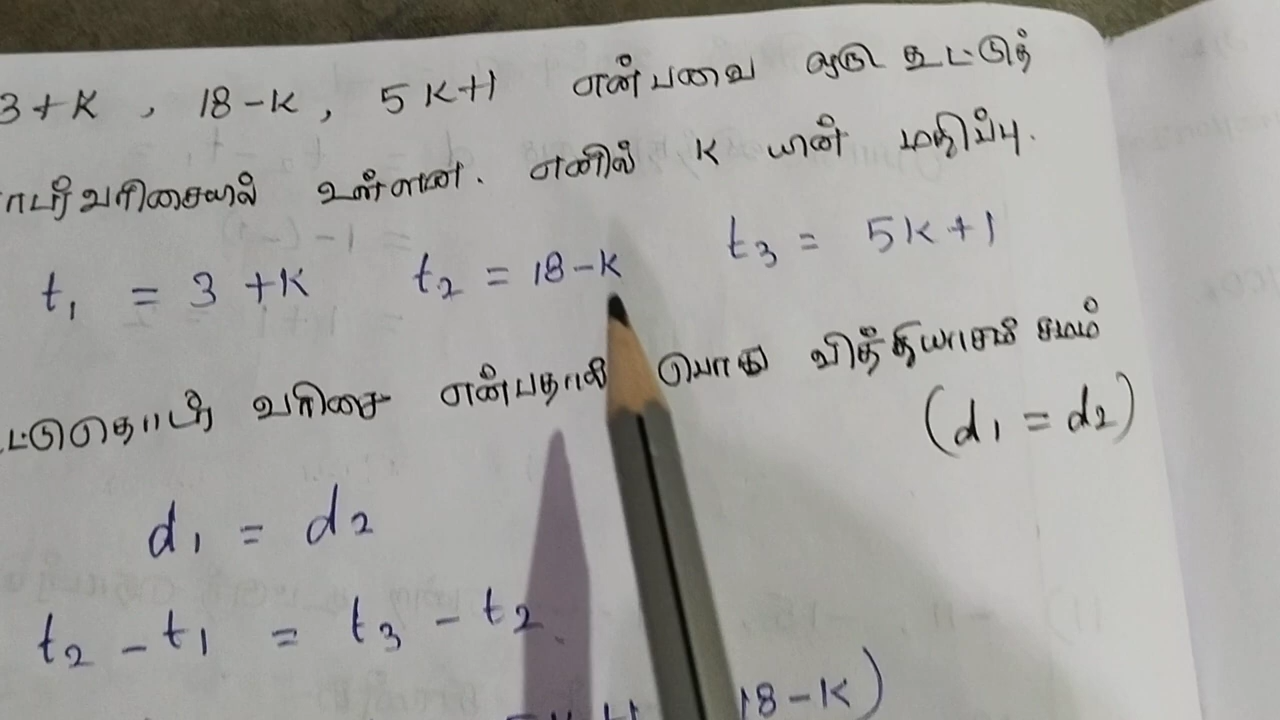 3+K , 18-K, 5K+1 என்பவை ஒரு கூட்டுத்
டர்வரிசையில் உள்ளன. எனில் K யின் மதிப்பு.
t₁ = 3+K t₂ = 18-K t₃ = 5K+1
ட்டுதொடர் வரிசை என்பதால் பொது வித்தியாசம் சமம்
(d₁ = d₂)
d₁ = d₂
t₂ - t₁ = t₃ - t₂
18-K)